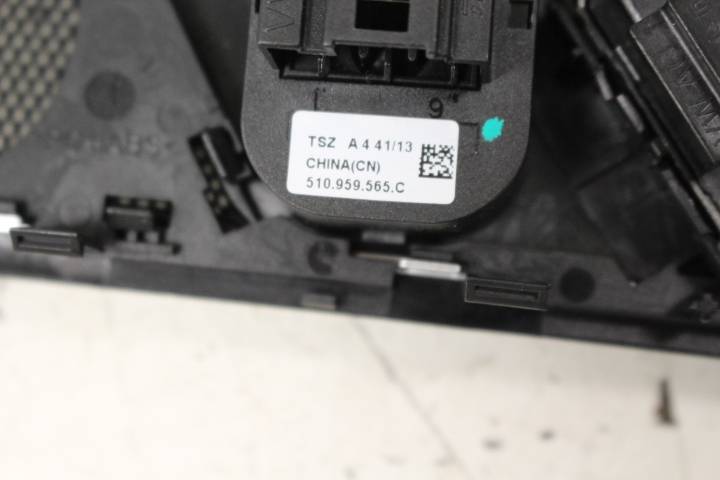 1 9
TSZ A 4 41/13
CHINA(CN)
510.959.565.C